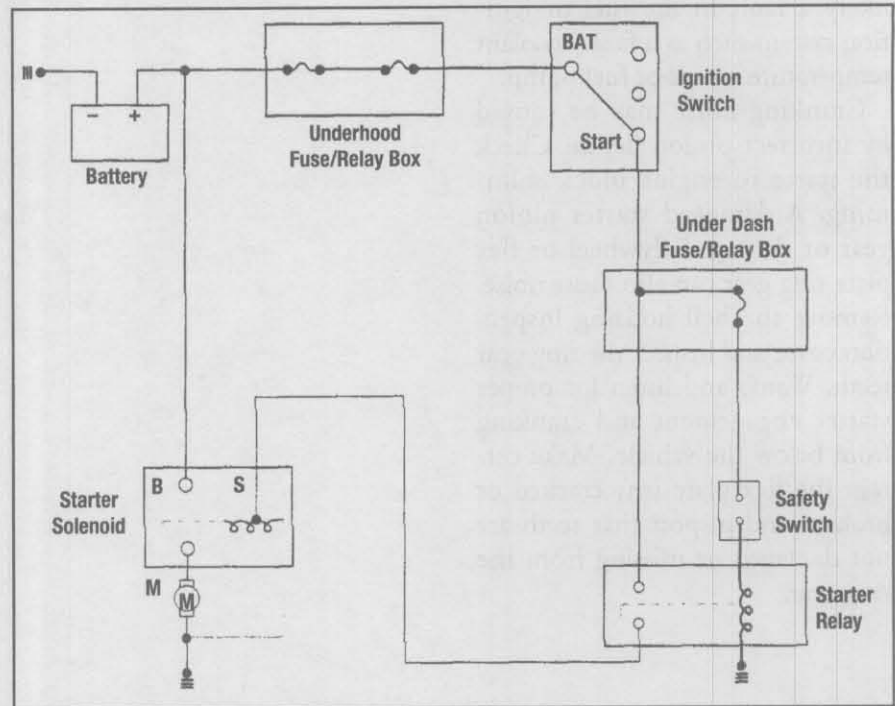 BAT
Ignition
Switch
Start
Underhood
Fuse/Relay Box
− +
Battery
Under Dash
Fuse/Relay Box
B S
Starter
Solenoid
M
M
Safety
Switch
Starter
Relay